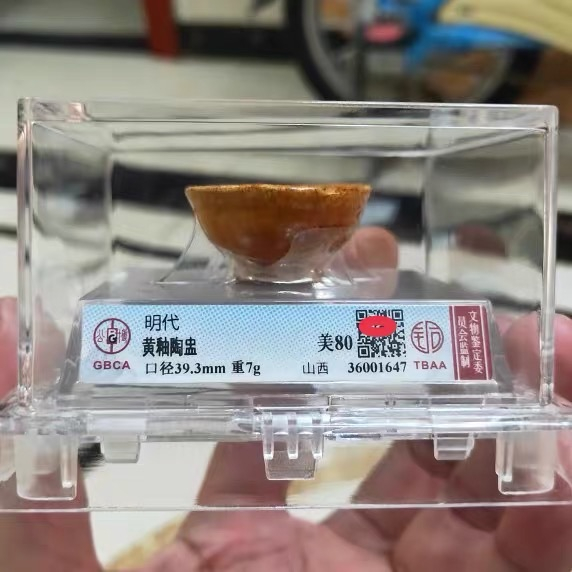 明代
黄釉陶盅
口径39.3mm 重7g
美80
山西 36001647
GBCA
TBAA
文物鉴定委
员会监制